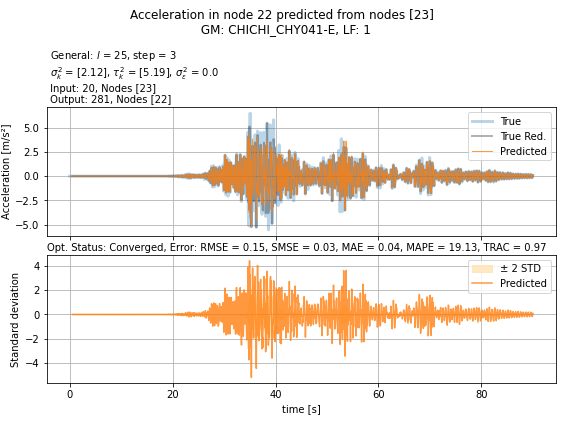 Acceleration in node 22 predicted from nodes [23]
GM: CHICHI_CHY041-E, LF: 1
General: l = 25, step = 3
σ²ₖ = [2.12], τ²ₖ = [5.19], σ²ε = 0.0
Input: 20, Nodes [23]
Output: 281, Nodes [22]
Acceleration [m/s²]
5.0
2.5
0.0
−2.5
−5.0
True
True Red.
Predicted
Opt. Status: Converged, Error: RMSE = 0.15, SMSE = 0.03, MAE = 0.04, MAPE = 19.13, TRAC = 0.97
Standard deviation
4
2
0
−2
−4
± 2 STD
Predicted
0 20 40 60 80
time [s]